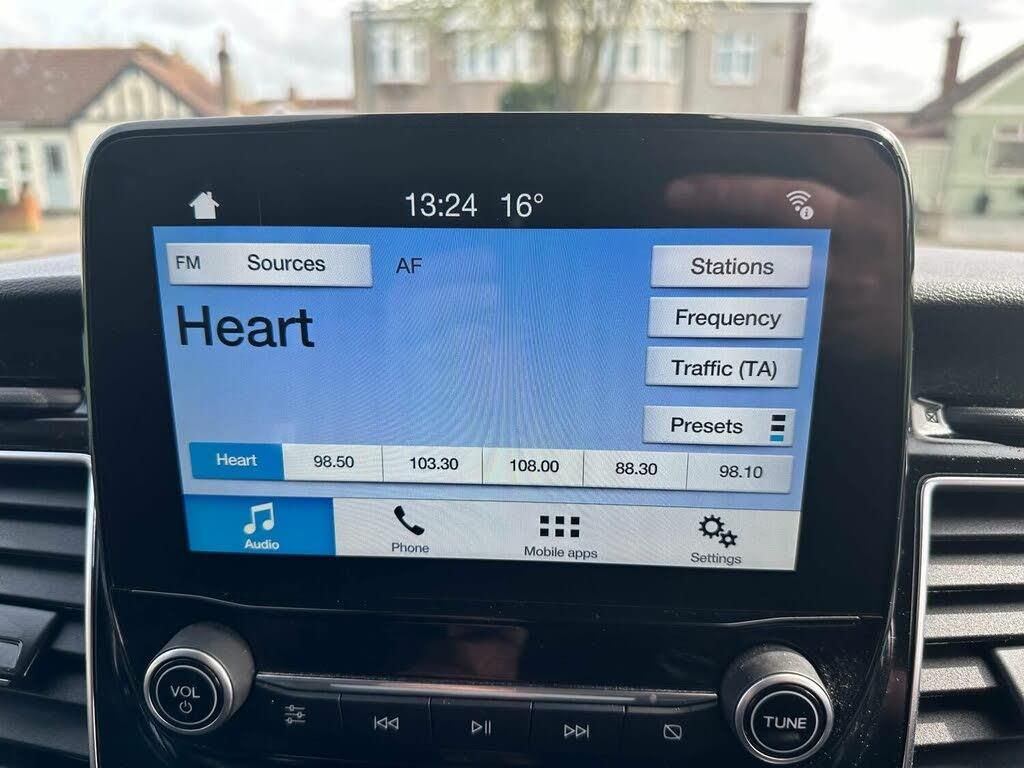 13:24 16°
FM Sources AF Stations
Heart
Frequency
Traffic (TA)
Presets
Heart 98.50 103.30 108.00 88.30 98.10
Audio Phone Mobile apps Settings
VOL TUNE